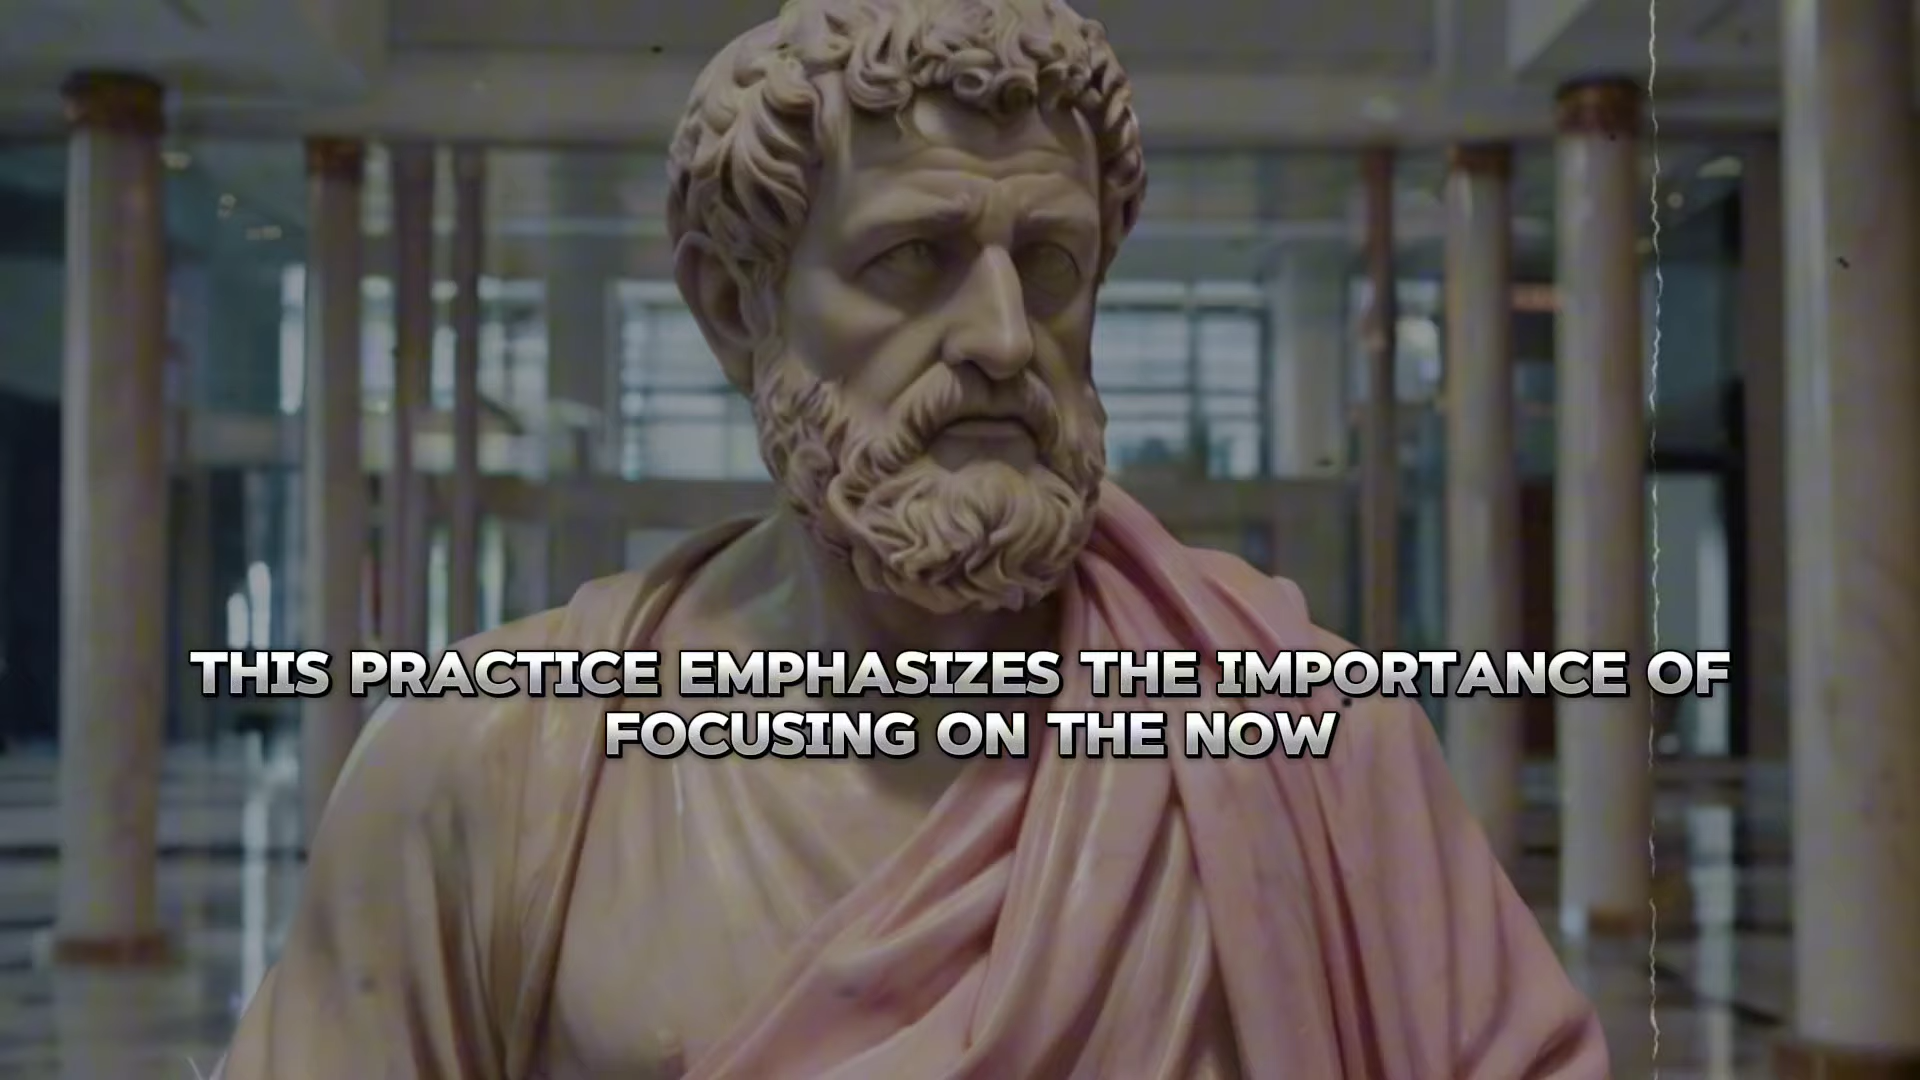 THIS PRACTICE EMPHASIZES THE IMPORTANCE OF
FOCUSING ON THE NOW